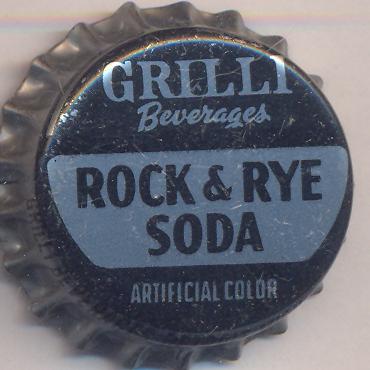 GRILLI
Beverages
ROCK & RYE
SODA
ARTIFICIAL COLOR